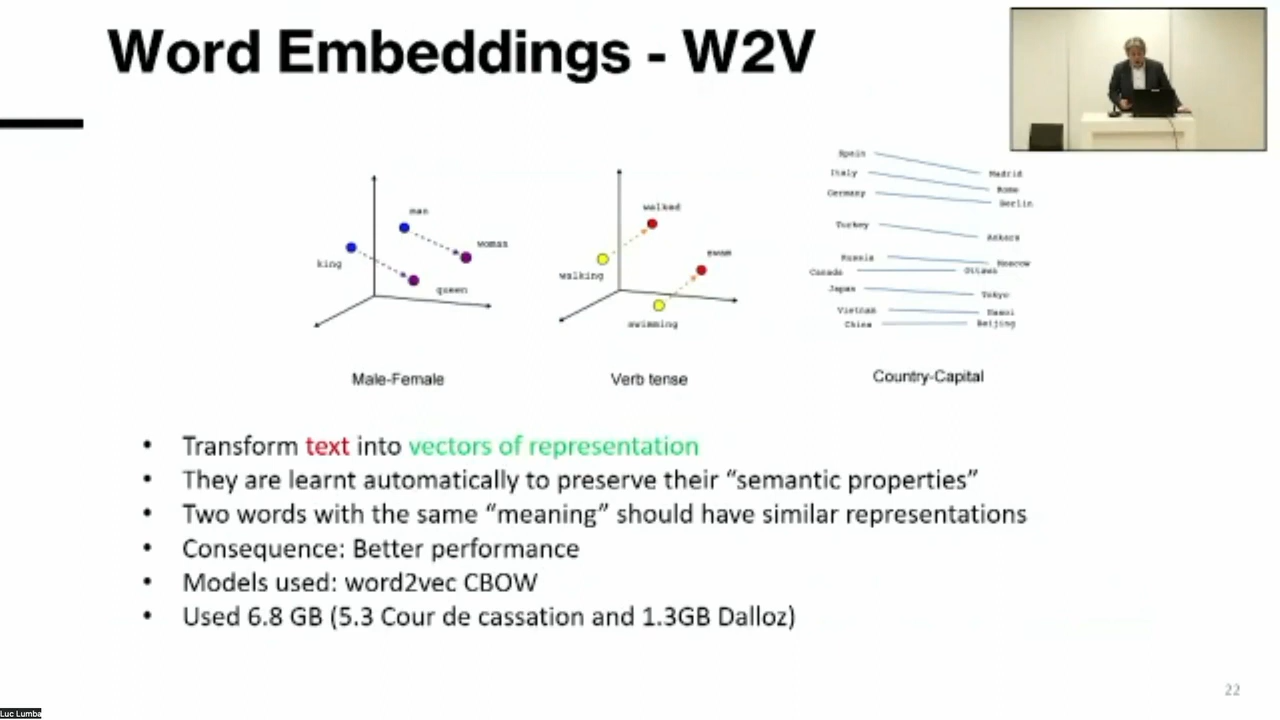 Word Embeddings - W2V
man
woman
king
queen
Male-Female
walked
swam
walking
swimming
Verb tense
Spain
Madrid
Italy
Rome
Germany
Berlin
Turkey
Ankara
Russia
Moscow
Canada
Ottawa
Japan
Tokyo
Vietnam
Hanoi
China
Beijing
Country-Capital
• Transform text into vectors of representation
• They are learnt automatically to preserve their “semantic properties”
• Two words with the same “meaning” should have similar representations
• Consequence: Better performance
• Models used: word2vec CBOW
• Used 6.8 GB (5.3 Cour de cassation and 1.3GB Dalloz)
22
Luc Lumba